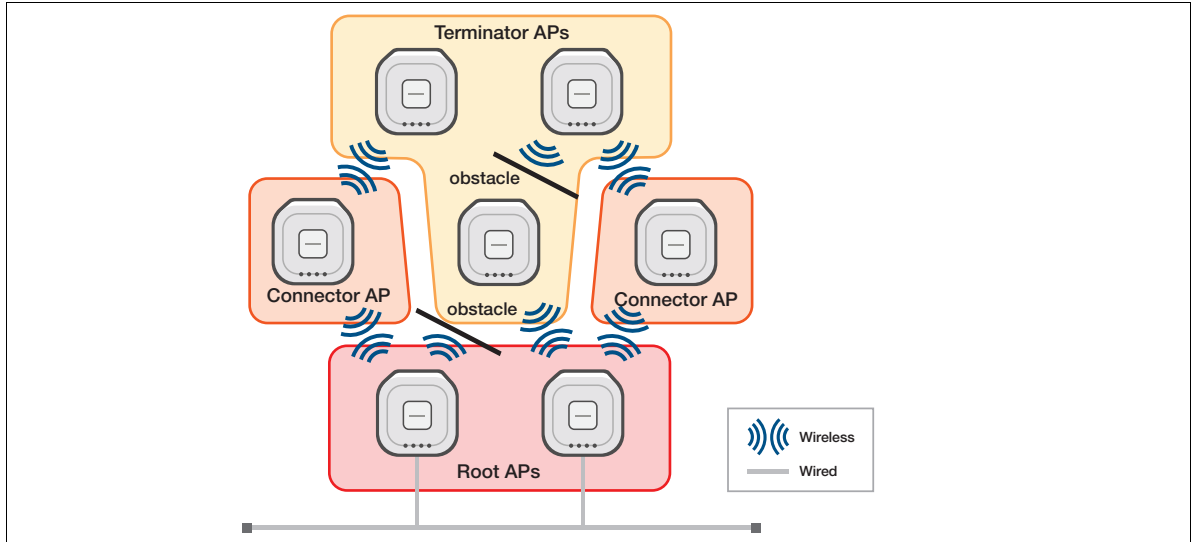 Terminator APs
obstacle
Connector AP
Connector AP
obstacle
Root APs
Wireless
Wired